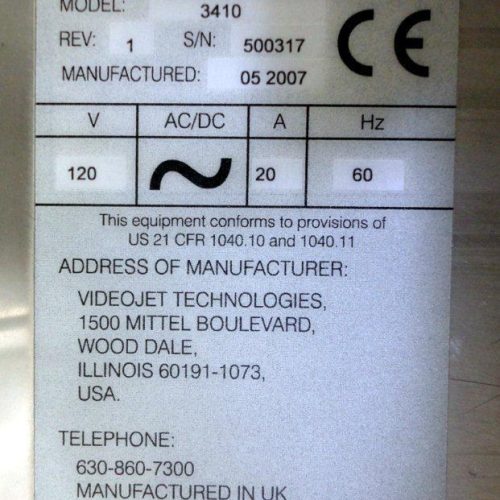 MODEL: 3410
REV: 1 S/N: 500317
MANUFACTURED: 05 2007
CE
V AC/DC A Hz
120 ~ 20 60
This equipment conforms to provisions of
US 21 CFR 1040.10 and 1040.11
ADDRESS OF MANUFACTURER:
VIDEOJET TECHNOLOGIES,
1500 MITTEL BOULEVARD,
WOOD DALE,
ILLINOIS 60191-1073,
USA.
TELEPHONE:
630-860-7300
MANUFACTURED IN UK